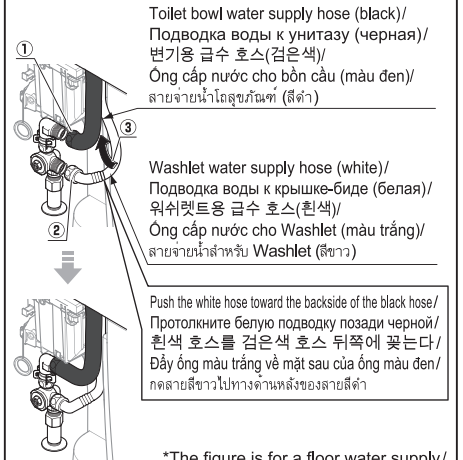 Toilet bowl water supply hose (black)/
Подводка воды к унитазу (черная)/
변기용 급수 호스(검은색)/
Ống cấp nước cho bồn cầu (màu đen)/
สายจ่ายน้ำโถสุขภัณฑ์ (สีดำ)
①
③
Washlet water supply hose (white)/
Подводка воды к крышке-биде (белая)/
워쉬렛트용 급수 호스(흰색)/
Ống cấp nước cho Washlet (màu trắng)/
สายจ่ายน้ำสำหรับ Washlet (สีขาว)
②
Push the white hose toward the backside of the black hose/
Протолкните белую подводку позади черной/
흰색 호스를 검은색 호스 뒤쪽에 꽂는다/
Đẩy ống màu trắng về mặt sau của ống màu đen/
กดสายสีขาวไปทางด้านหลังของสายสีดำ
*The figure is for a floor water supply/